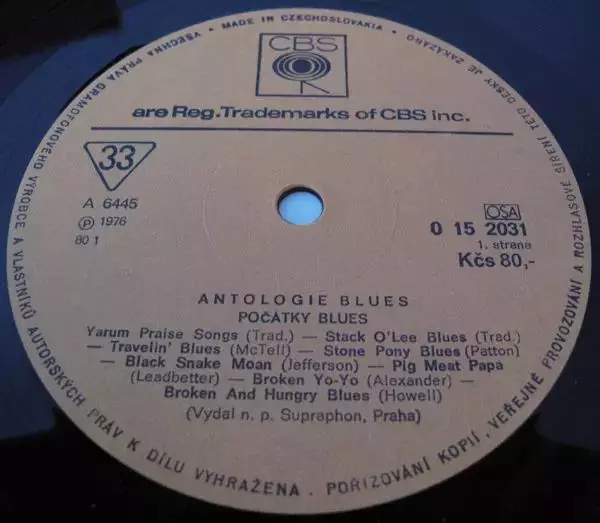 MADE IN CZECHOSLOVAKIA • VŠECHNA PRÁVA GRAMOFONOVÉHO VÝROBCE A VLASTNÍKŮ AUTORSKÝCH PRÁV K DÍLU VYHRAŽENA. POŘIZOVÁNÍ KOPIÍ, VEŘEJNÉ PROVOZOVÁNÍ A ROZHLASOVÉ ŠÍŘENÍ TÉTO DESKY JE ZAKÁZÁNO •
CBS
are Reg.Trademarks of CBS inc.
33
A 6445
Ⓟ 1976
80 1
OSA
0 15 2031
1. strana
Kčs 80,-
ANTOLOGIE BLUES
POČÁTKY BLUES
Yarum Praise Songs (Trad.) — Stack O'Lee Blues (Trad.)
— Travelin' Blues (McTell) — Stone Pony Blues (Patton)
— Black Snake Moan (Jefferson) — Pig Meat Papa
(Leadbetter) — Broken Yo-Yo (Alexander) —
Broken And Hungry Blues (Howell)
(Vydal n. p. Supraphon, Praha)